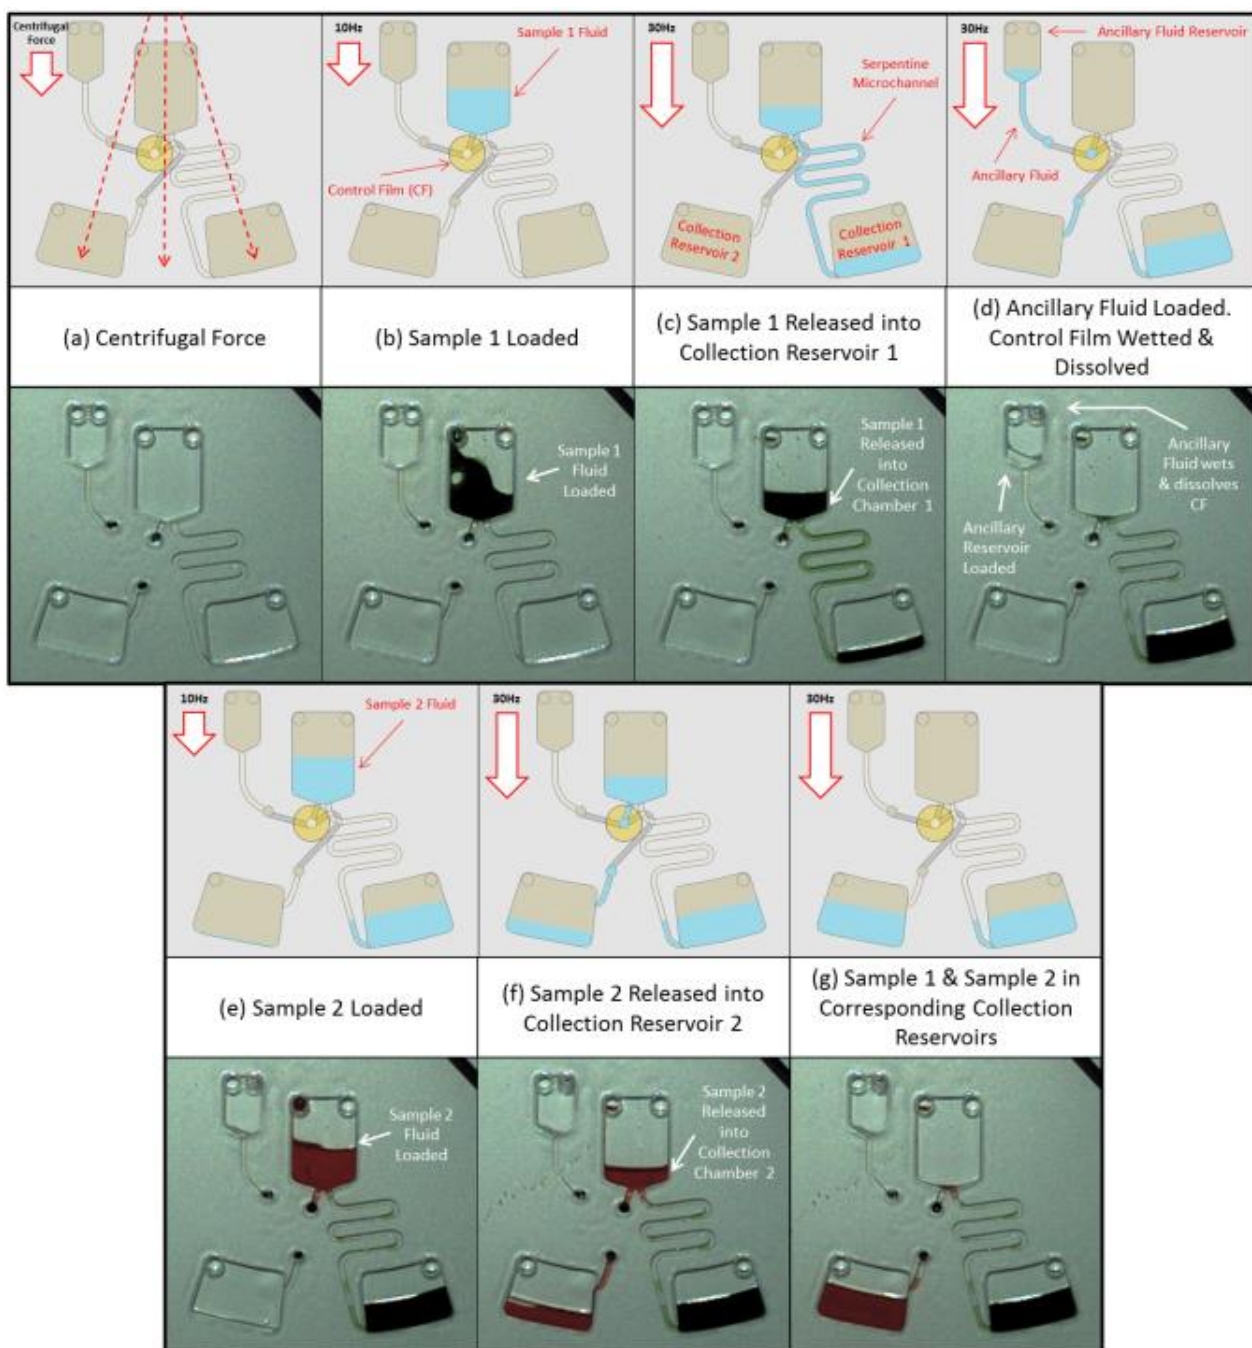 Centrifugal
Force
10Hz
Sample 1 Fluid
Control Film (CF)
30Hz
Serpentine
Microchannel
Collection
Reservoir 2
Collection
Reservoir 1
30Hz
Ancillary Fluid Reservoir
Ancillary Fluid
(a) Centrifugal Force
(b) Sample 1 Loaded
(c) Sample 1 Released into
Collection Reservoir 1
(d) Ancillary Fluid Loaded.
Control Film Wetted &
Dissolved
Sample 1
Fluid
Loaded
Sample 1
Released
into
Collection
Chamber 1
Ancillary
Fluid wets
& dissolves
CF
Ancillary
Reservoir
Loaded
10Hz
Sample 2 Fluid
30Hz
30Hz
(e) Sample 2 Loaded
(f) Sample 2 Released into
Collection Reservoir 2
(g) Sample 1 & Sample 2 in
Corresponding Collection
Reservoirs
Sample 2
Fluid
Loaded
Sample 2
Released
into
Collection
Chamber 2